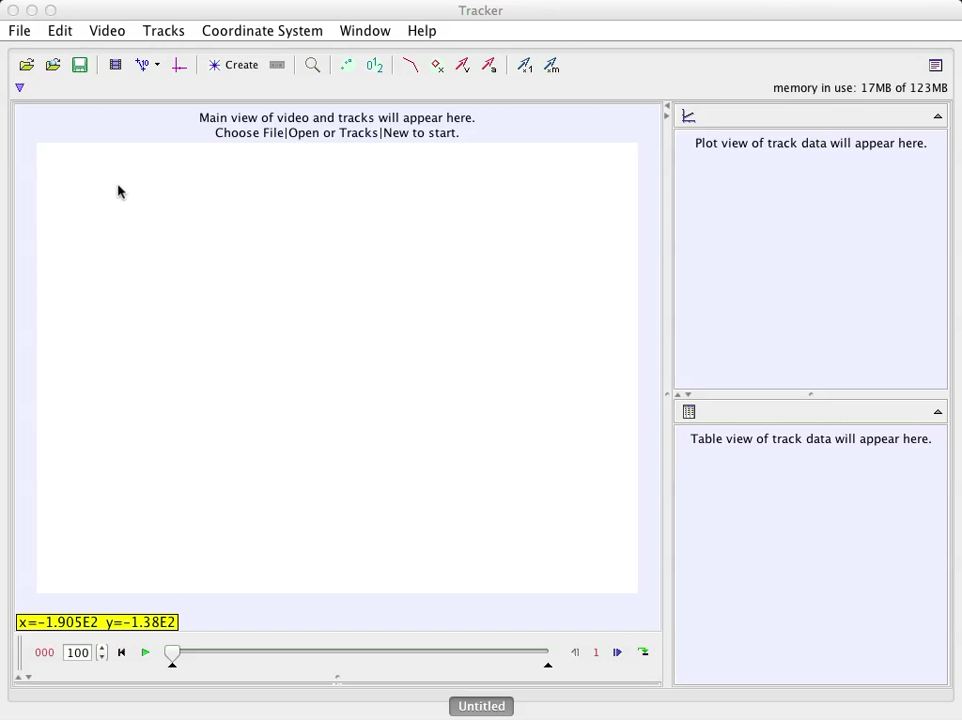 Tracker
File Edit Video Tracks Coordinate System Window Help
Create
memory in use: 17MB of 123MB
Main view of video and tracks will appear here.
Choose File|Open or Tracks|New to start.
Plot view of track data will appear here.
Table view of track data will appear here.
x=-1.905E2 y=-1.38E2
000 100 1
Untitled